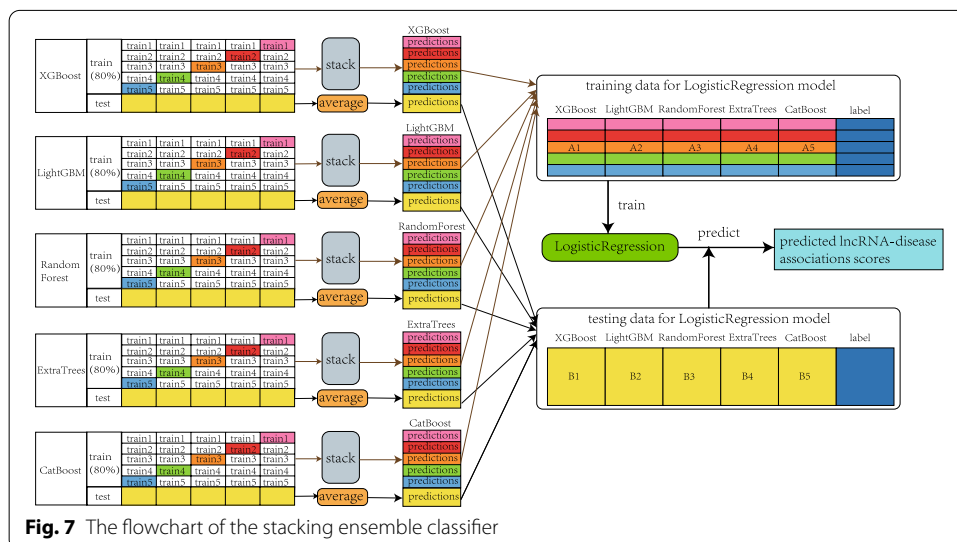 XGBoost
train
(80%)
test
train1 train1 train1 train1 train1
train2 train2 train2 train2 train2
train3 train3 train3 train3 train3
train4 train4 train4 train4 train4
train5 train5 train5 train5 train5
stack
average
XGBoost
predictions
predictions
predictions
predictions
predictions
predictions
LightGBM
train
(80%)
test
train1 train1 train1 train1 train1
train2 train2 train2 train2 train2
train3 train3 train3 train3 train3
train4 train4 train4 train4 train4
train5 train5 train5 train5 train5
stack
average
LightGBM
predictions
predictions
predictions
predictions
predictions
predictions
Random
Forest
train
(80%)
test
train1 train1 train1 train1 train1
train2 train2 train2 train2 train2
train3 train3 train3 train3 train3
train4 train4 train4 train4 train4
train5 train5 train5 train5 train5
stack
average
RandomForest
predictions
predictions
predictions
predictions
predictions
predictions
ExtraTrees
train
(80%)
test
train1 train1 train1 train1 train1
train2 train2 train2 train2 train2
train3 train3 train3 train3 train3
train4 train4 train4 train4 train4
train5 train5 train5 train5 train5
stack
average
ExtraTrees
predictions
predictions
predictions
predictions
predictions
predictions
CatBoost
train
(80%)
test
train1 train1 train1 train1 train1
train2 train2 train2 train2 train2
train3 train3 train3 train3 train3
train4 train4 train4 train4 train4
train5 train5 train5 train5 train5
stack
average
CatBoost
predictions
predictions
predictions
predictions
predictions
predictions
training data for LogisticRegression model
XGBoost LightGBM RandomForest ExtraTrees CatBoost label
A1 A2 A3 A4 A5
train
LogisticRegression
predict
predicted lncRNA-disease
associations scores
testing data for LogisticRegression model
XGBoost LightGBM RandomForest ExtraTrees CatBoost label
B1 B2 B3 B4 B5
Fig. 7 The flowchart of the stacking ensemble classifier